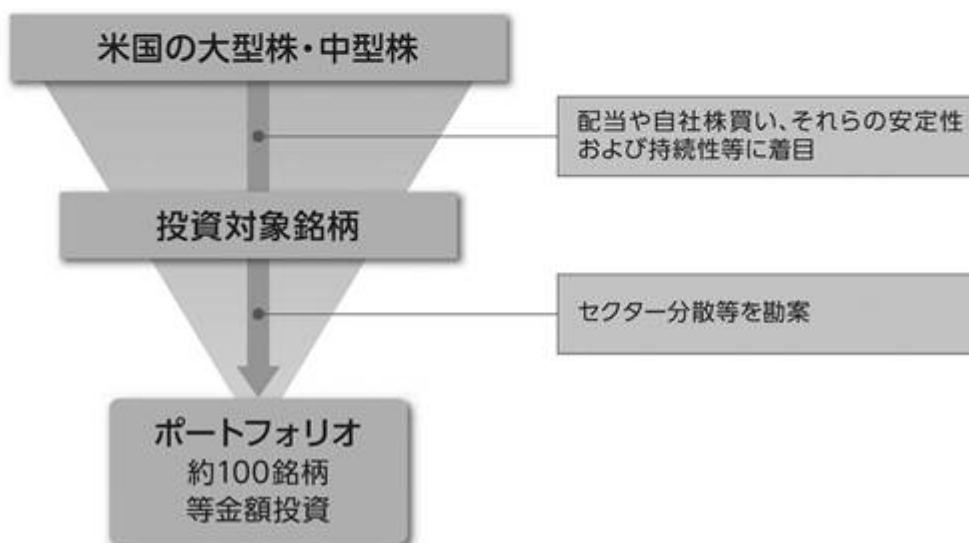 米国の大型株・中型株
配当や自社株買い、それらの安定性
および持続性等に着目
投資対象銘柄
セクター分散等を勘案
ポートフォリオ
約100銘柄
等金額投資